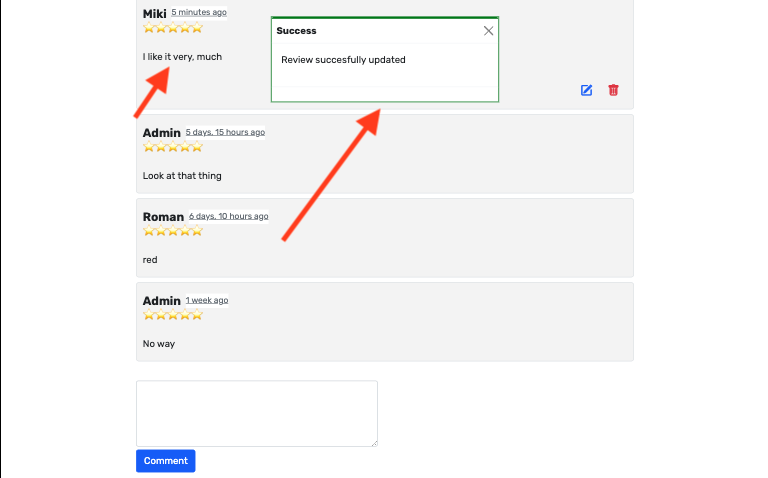 Miki 5 minutes ago
Success
I like it very, much
Review succesfully updated
Admin 5 days, 15 hours ago
Look at that thing
Roman 6 days, 10 hours ago
red
Admin 1 week ago
No way
Comment